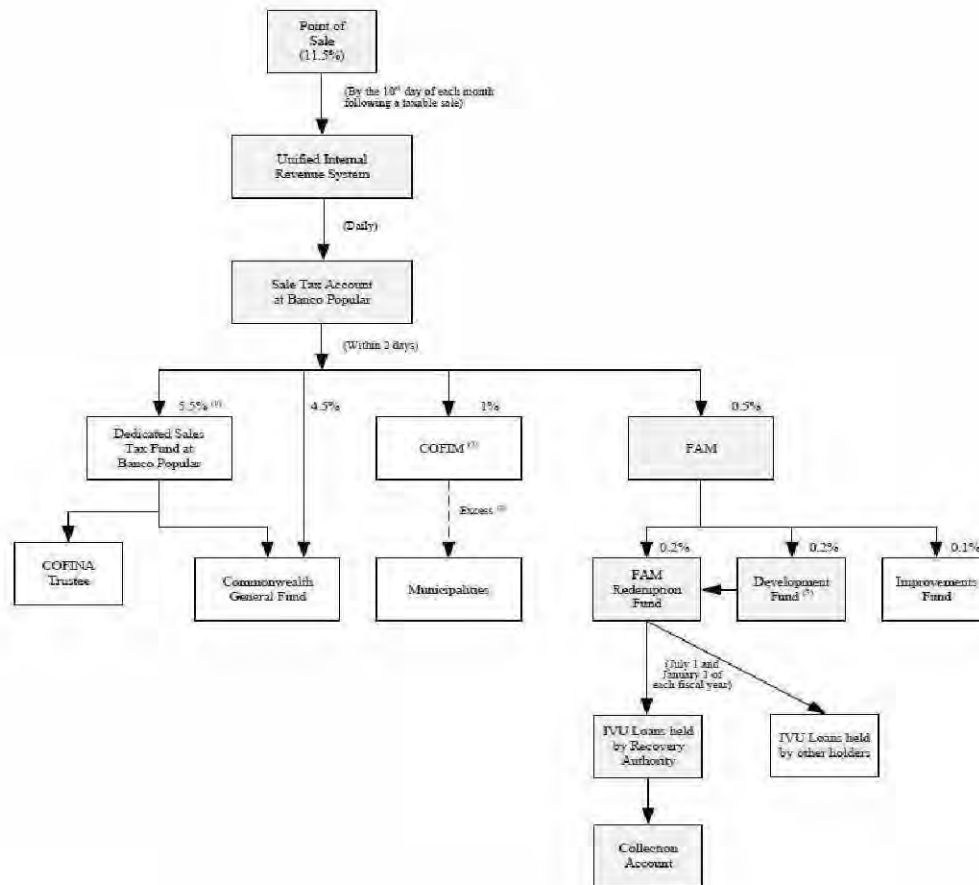 Point of
Sale
(11.5%)
(By the 10th day of each month
following a taxable sale)
Unified Internal
Revenue System
(Daily)
Sale Tax Account
at Banco Popular
(Within 2 days)
5.5% (1)
4.5%
1%
0.5%
Dedicated Sales
Tax Fund at
Banco Popular
COFIM
FAM
Excess
0.2%
0.2%
0.1%
COFINA
Trustee
Commonwealth
General Fund
Municipalities
FAM
Redemption
Fund
Development
Fund
Improvements
Fund
(July 1 and
January 1 of
each fiscal year)
IVU Loans held
by Recovery
Authority
IVU Loans held
by other holders
Collection
Account